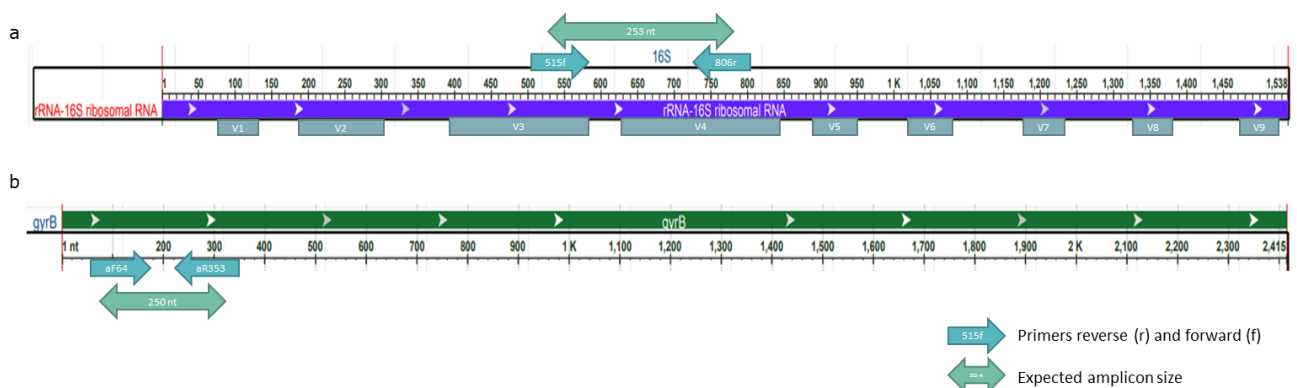 a
253 nt
515f
16S
806r
1 50 100 150 200 250 300 350 400 450 500 550 600 650 700 750 800 850 900 950 1 K 1,050 1,100 1,150 1,200 1,250 1,300 1,350 1,400 1,450 1,538
rRNA-16S ribosomal RNA
rRNA-16S ribosomal RNA
V1 V2 V3 V4 V5 V6 V7 V8 V9
b
gyrB
gyrB
1 nt 200 300 400 500 600 700 800 900 1 K 1,100 1,200 1,300 1,400 1,500 1,600 1,700 1,800 1,900 2 K 2,100 2,200 2,300 2,415
aF64
aR353
250 nt
515f
Primers reverse (r) and forward (f)
Expected amplicon size